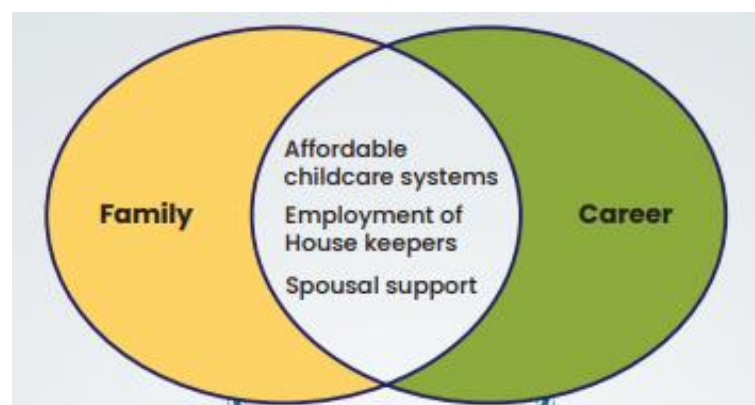 Family
Affordable
childcare systems
Employment of
House keepers
Spousal support
Career